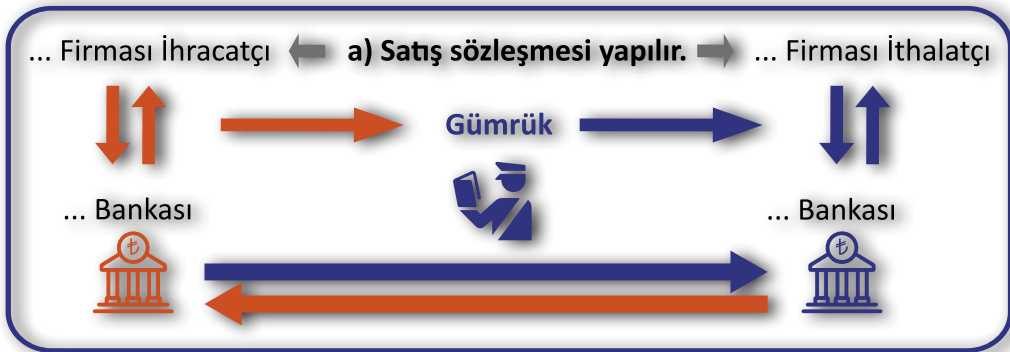 ... Firması İhracatçı a) Satış sözleşmesi yapılır. ... Firması İthalatçı
Gümrük
... Bankası ... Bankası
₺ ₺